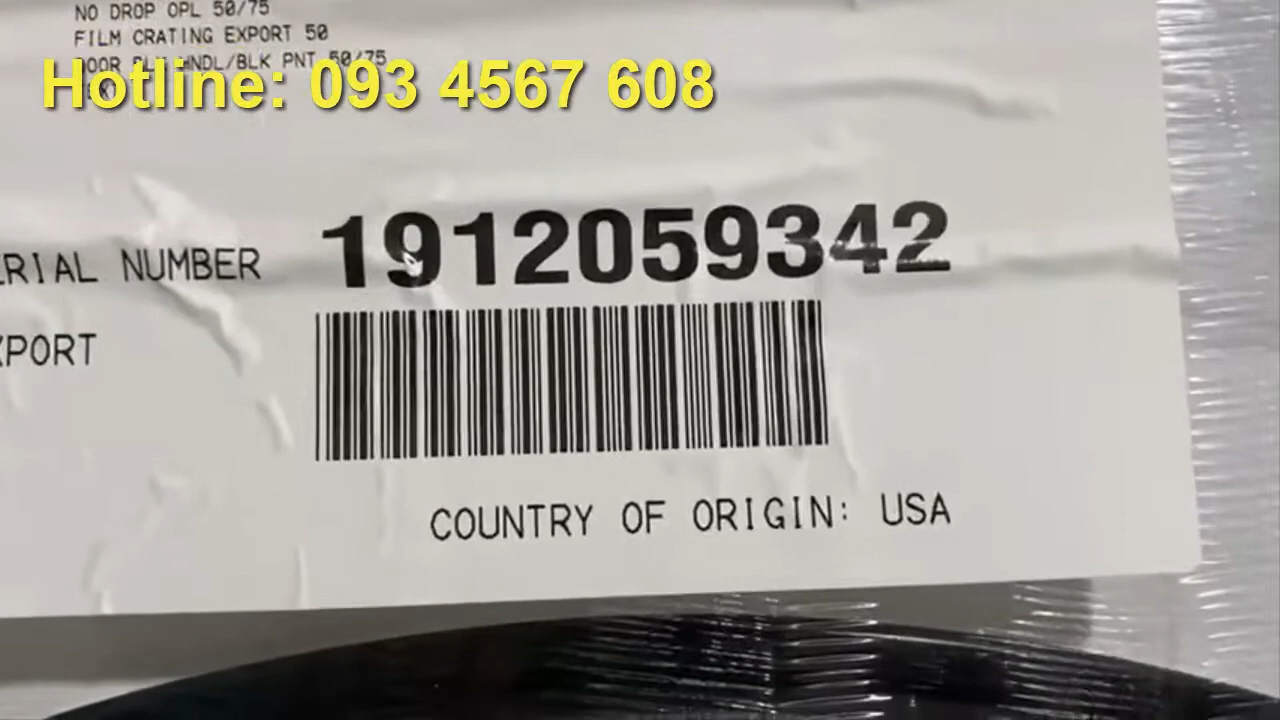 NO DROP OPL 50/75
FILM CRATING EXPORT 50
HNDL/BLK PNT 50/75
Hotline: 093 4567 608
ERIAL NUMBER 1912059342
XPORT
COUNTRY OF ORIGIN: USA